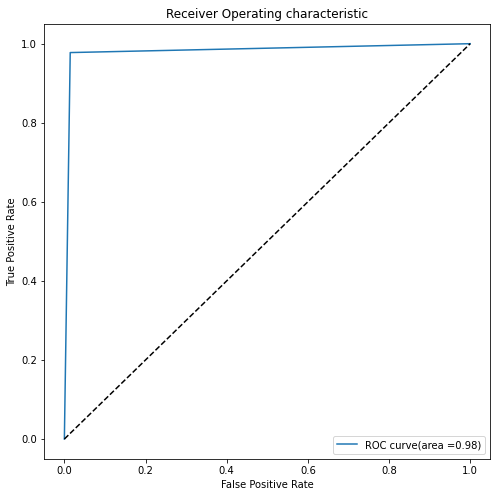 Receiver Operating characteristic
True Positive Rate
1.0
0.8
0.6
0.4
0.2
0.0
0.0 0.2 0.4 0.6 0.8 1.0
False Positive Rate
ROC curve(area =0.98)